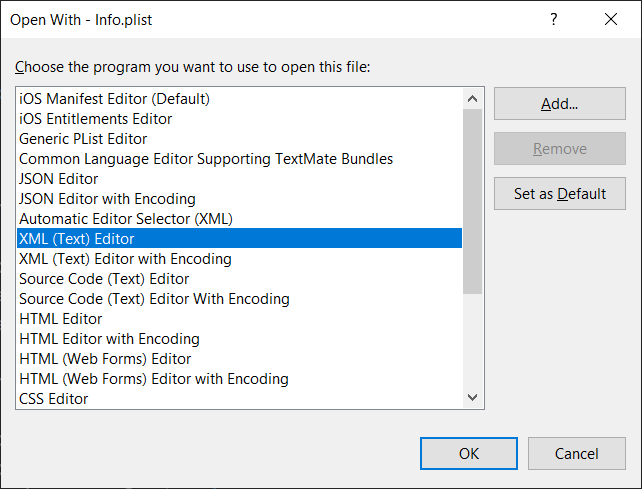 Open With - Info.plist
?
Choose the program you want to use to open this file:
iOS Manifest Editor (Default)
iOS Entitlements Editor
Generic PList Editor
Common Language Editor Supporting TextMate Bundles
JSON Editor
JSON Editor with Encoding
Automatic Editor Selector (XML)
XML (Text) Editor
XML (Text) Editor with Encoding
Source Code (Text) Editor
Source Code (Text) Editor With Encoding
HTML Editor
HTML Editor with Encoding
HTML (Web Forms) Editor
HTML (Web Forms) Editor with Encoding
CSS Editor
Add...
Remove
Set as Default
OK
Cancel